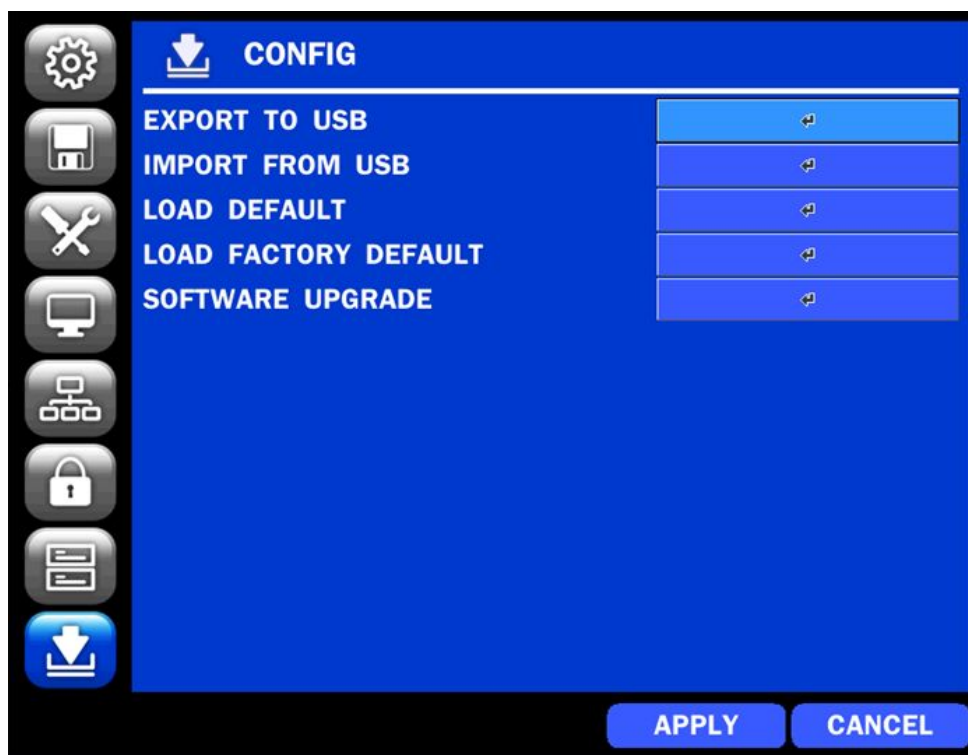 CONFIG
EXPORT TO USB
IMPORT FROM USB
LOAD DEFAULT
LOAD FACTORY DEFAULT
SOFTWARE UPGRADE
APPLY CANCEL